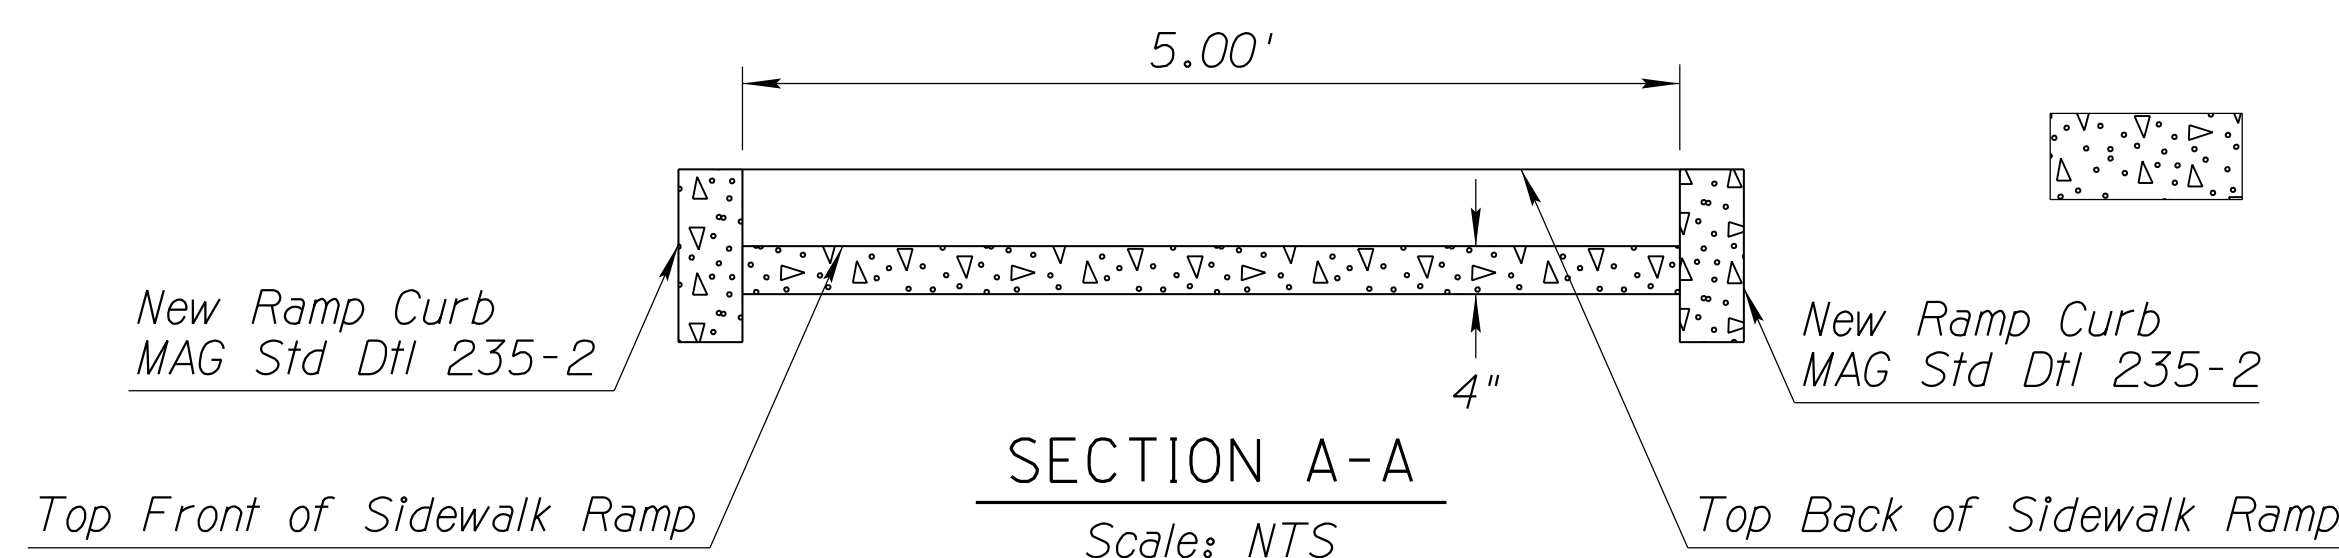 5.00'
New Ramp Curb
MAG Std Dtl 235-2
New Ramp Curb
MAG Std Dtl 235-2
4"
SECTION A-A
Scale: NTS
Top Front of Sidewalk Ramp
Top Back of Sidewalk Ramp